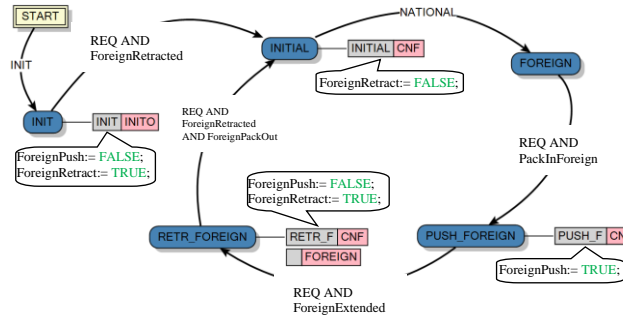 START
NATIONAL
REQ AND
ForeignRetracted
INITIAL
INITIAL CNF
FOREIGN
INIT
ForeignRetract:= FALSE;
REQ AND
ForeignRetracted
AND ForeignPackOut
INIT
INIT INITO
REQ AND
PackInForeign
ForeignPush:= FALSE;
ForeignRetract:= TRUE;
ForeignPush:= FALSE;
ForeignRetract:= TRUE;
RETR_FOREIGN
RETR_F CNF
FOREIGN
PUSH_FOREIGN
PUSH_F CN
ForeignPush:= TRUE;
REQ AND
ForeignExtended